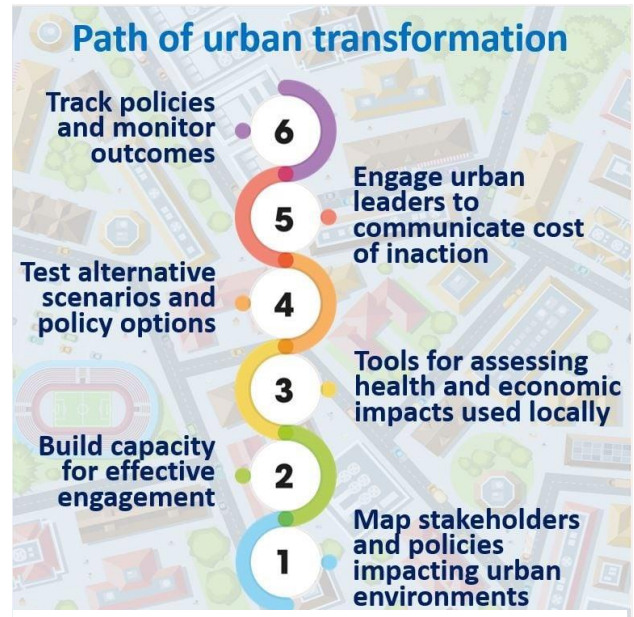 Path of urban transformation
6
Track policies
and monitor
outcomes
5
Engage urban
leaders to
communicate cost
of inaction
4
Test alternative
scenarios and
policy options
3
Tools for assessing
health and economic
impacts used locally
2
Build capacity
for effective
engagement
1
Map stakeholders
and policies
impacting urban
environments